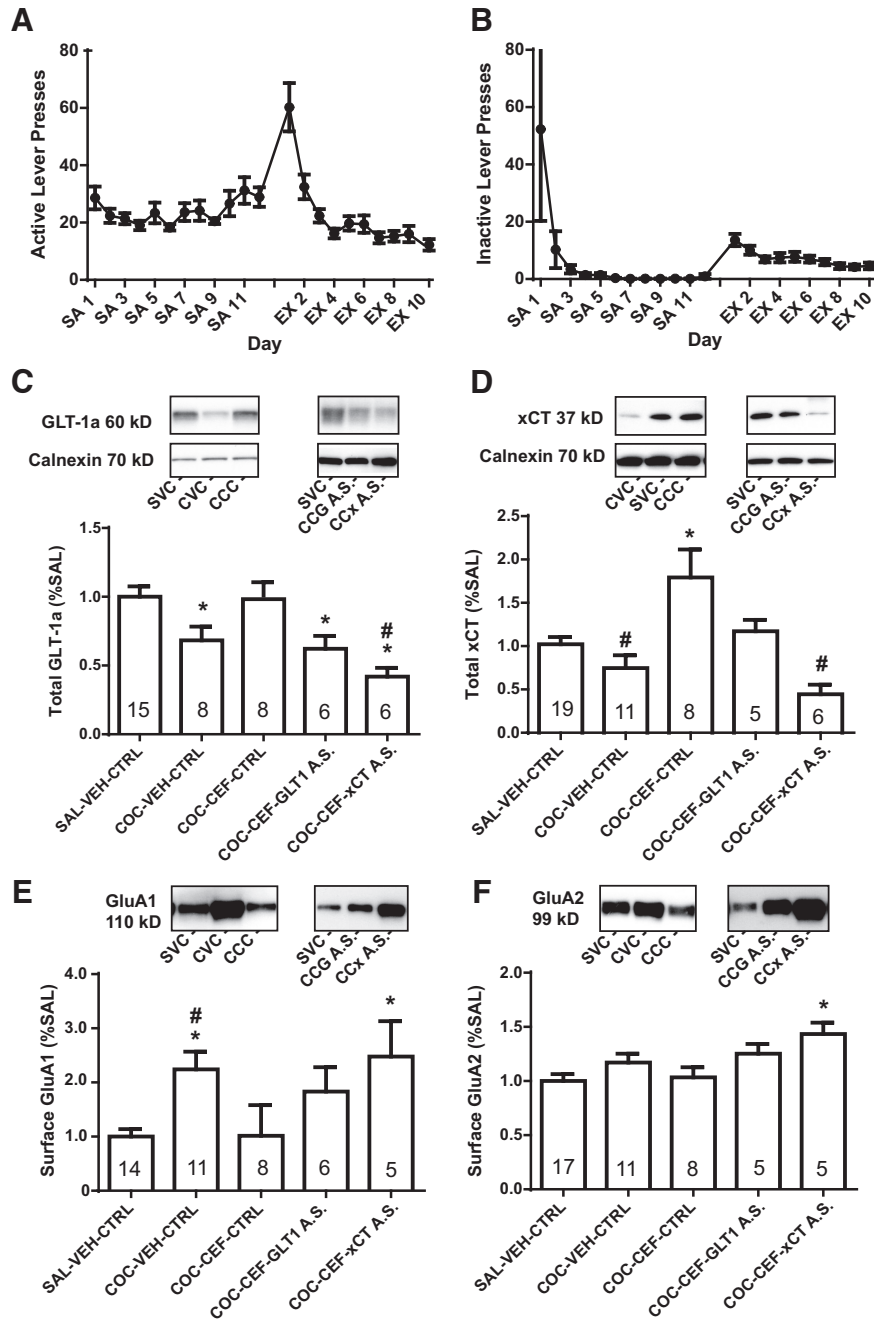 A
Active Lever Presses
80
60
40
20
0
SA 1
SA 3
SA 5
SA 7
SA 9
SA 11
EX 2
EX 4
EX 6
EX 8
EX 10
Day
B
Inactive Lever Presses
80
60
40
20
0
SA 1
SA 3
SA 5
SA 7
SA 9
SA 11
EX 2
EX 4
EX 6
EX 8
EX 10
Day
C
GLT-1a 60 kD
Calnexin 70 kD
SVC -
CVC -
CCC -
SVC -
CCG A.S.-
CCx A.S.-
Total GLT-1a (%SAL)
1.5
1.0
0.5
0.0
* * # *
15 8 8 6 6
SAL-VEH-CTRL
COC-VEH-CTRL
COC-CEF-CTRL
COC-CEF-GLT1 A.S.
COC-CEF-xCT A.S.
D
xCT 37 kD
Calnexin 70 kD
CVC -
SVC -
CCC -
SVC -
CCG A.S.-
CCx A.S.-
Total xCT (%SAL)
2.5
2.0
1.5
1.0
0.5
0.0
# * #
19 11 8 5 6
SAL-VEH-CTRL
COC-VEH-CTRL
COC-CEF-CTRL
COC-CEF-GLT1 A.S.
COC-CEF-xCT A.S.
E
GluA1
110 kD
SVC -
CVC -
CCC -
SVC -
CCG A.S.-
CCx A.S.-
Surface GluA1 (%SAL)
4.0
3.0
2.0
1.0
0
# * *
14 11 8 6 5
SAL-VEH-CTRL
COC-VEH-CTRL
COC-CEF-CTRL
COC-CEF-GLT1 A.S.
COC-CEF-xCT A.S.
F
GluA2
99 kD
SVC -
CVC -
CCC -
SVC -
CCG A.S.-
CCx A.S.-
Surface GluA2 (%SAL)
2.0
1.5
1.0
0.5
0.0
*
17 11 8 5 5
SAL-VEH-CTRL
COC-VEH-CTRL
COC-CEF-CTRL
COC-CEF-GLT1 A.S.
COC-CEF-xCT A.S.